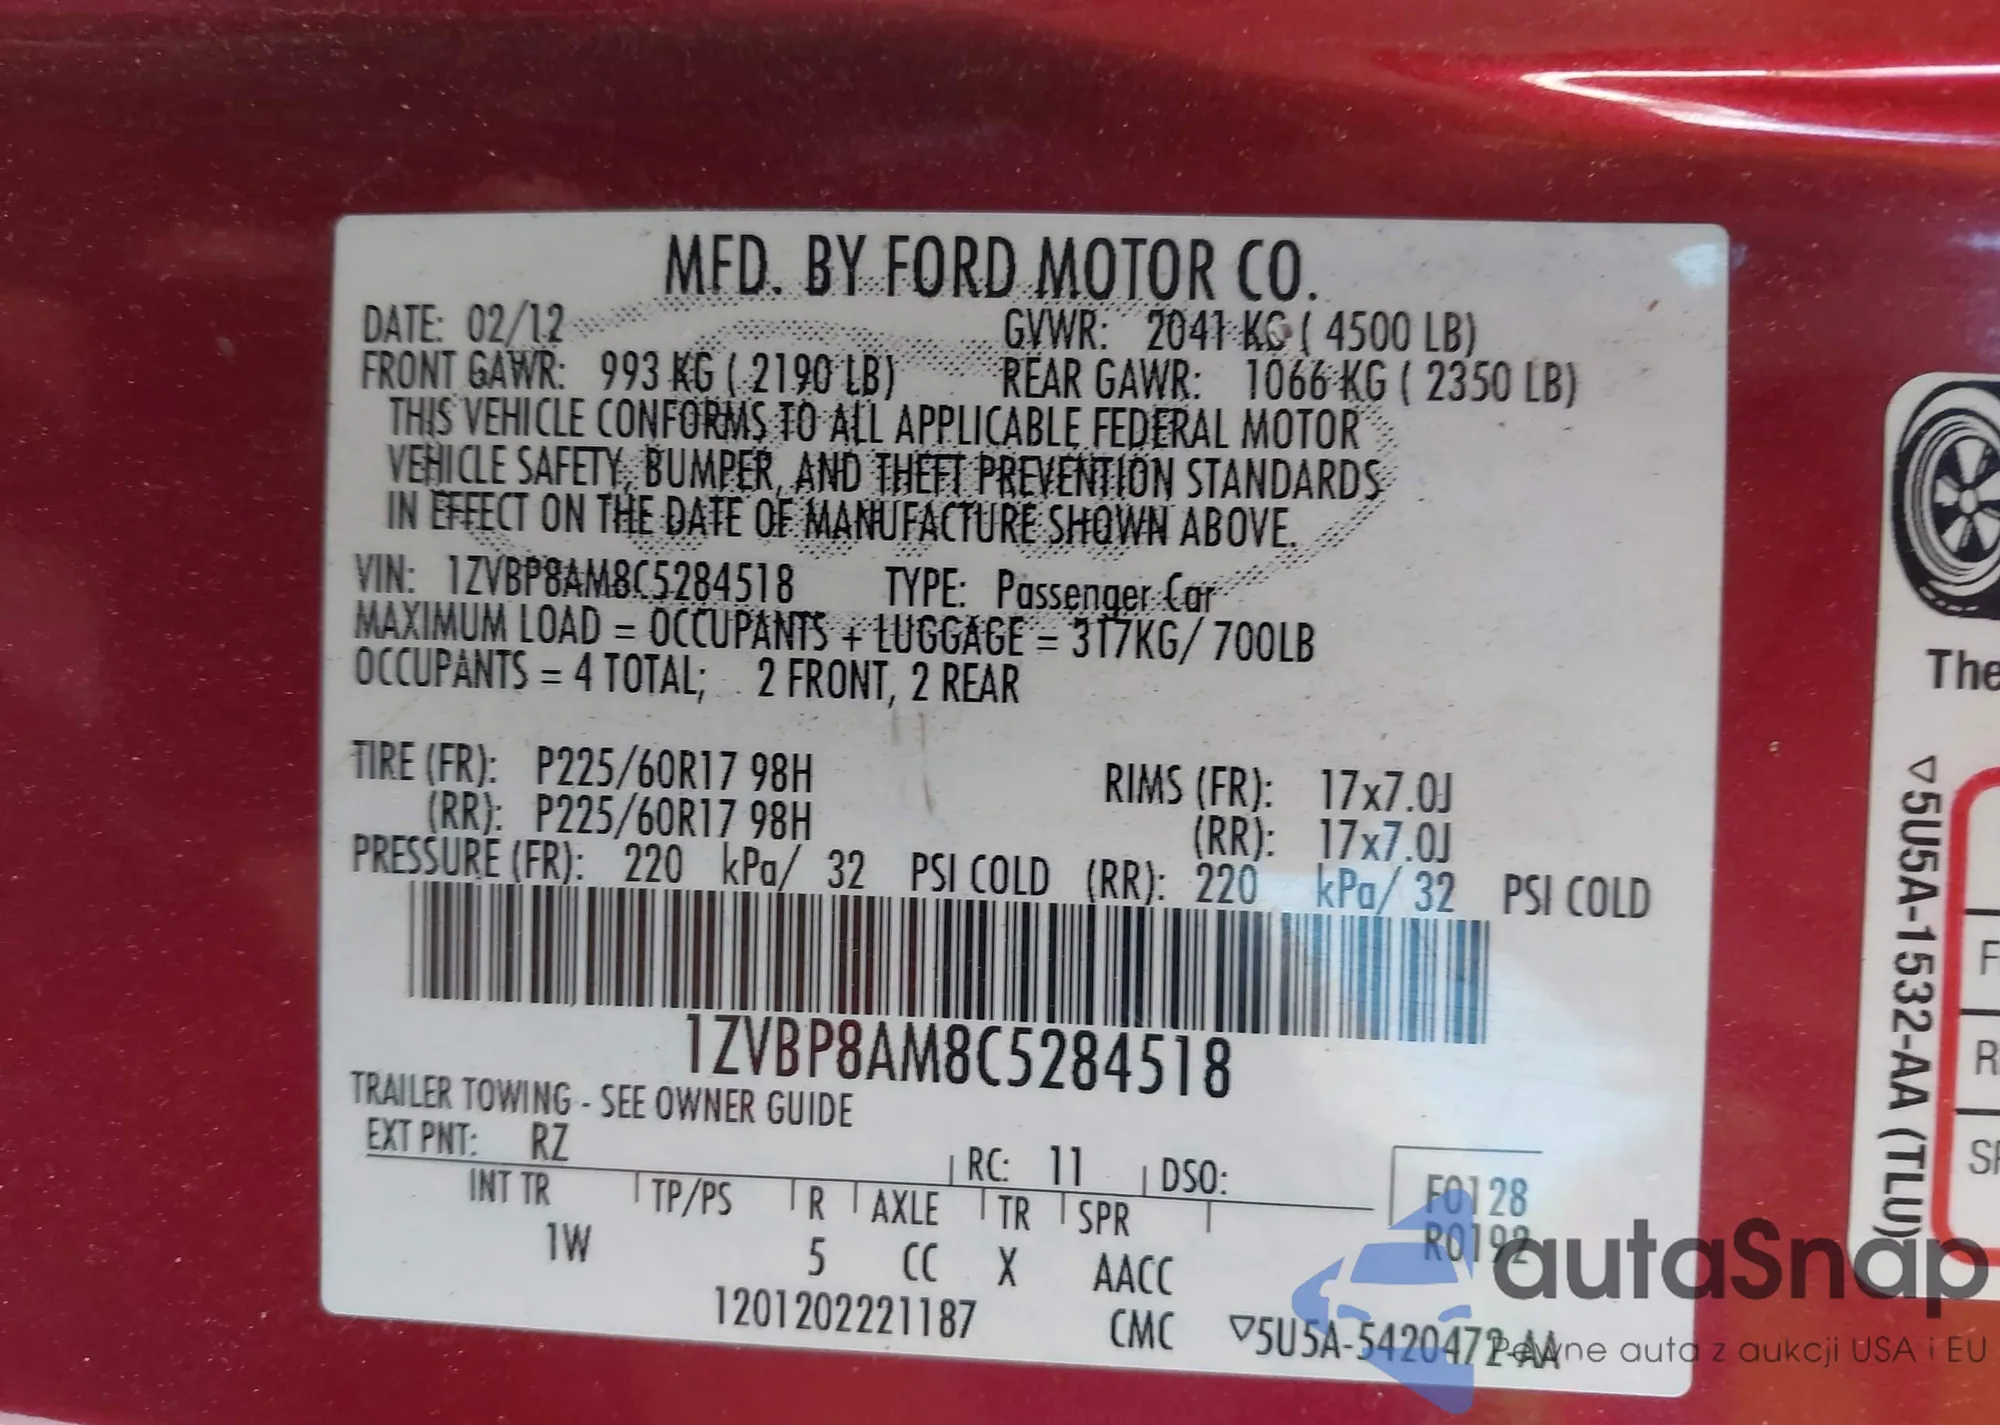 MFD. BY FORD MOTOR CO.
DATE: 02/12 GVWR: 2041 KG ( 4500 LB)
FRONT GAWR: 993 KG ( 2190 LB) REAR GAWR: 1066 KG ( 2350 LB)
THIS VEHICLE CONFORMS TO ALL APPLICABLE FEDERAL MOTOR
VEHICLE SAFETY, BUMPER, AND THEFT PREVENTION STANDARDS
IN EFFECT ON THE DATE OF MANUFACTURE SHOWN ABOVE.
VIN: 1ZVBP8AM8C5284518 TYPE: Passenger Car
MAXIMUM LOAD = OCCUPANTS + LUGGAGE = 317KG/ 700LB
OCCUPANTS = 4 TOTAL; 2 FRONT, 2 REAR
TIRE (FR): P225/60R17 98H RIMS (FR): 17x7.0J
(RR): P225/60R17 98H (RR): 17x7.0J
PRESSURE (FR): 220 kPa/ 32 PSI COLD (RR): 220 kPa/ 32 PSI COLD
1ZVBP8AM8C5284518
TRAILER TOWING - SEE OWNER GUIDE
EXT PNT: RZ RC: 11 DSO:
INT TR TP/PS R AXLE TR SPR F0128
1W 5 CC X AACC R0192
1201202221187 CMC ▽5U5A-5420472-AA
The
▽5U5A-1532-AA (TLU)
F
R
SP
autaSnap
Pewne auta z aukcji USA i EU